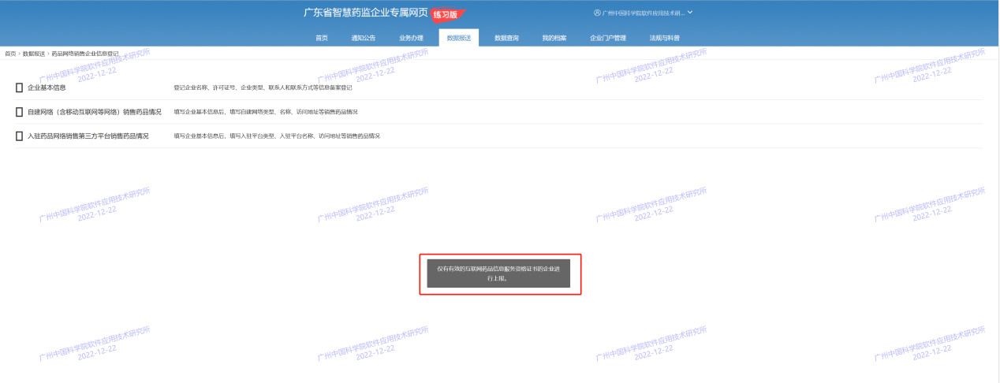 广东省智慧药监企业专属网页 练习版
广州中国科学院软件应用技术研...
首页 通知公告 业务办理 数据报送 数据查询 我的档案 企业门户管理 法规与科普
首页 › 数据报送 › 药品网络销售企业信息登记
广州中国科学院软件应用技术研究所
2022-12-22
广州中国科学院软件应用技术研究所
2022-12-22
广州中国科学院软件应用技术研究所
2022-12-22
广州中国科学院软件应用技术研究所
2022-12-22
企业基本信息 登记企业名称、许可证号、企业类型、联系人和联系方式等信息备案登记
自建网络（含移动互联网等网络）销售药品情况 填写企业基本信息后，填写自建网络类型、名称、访问地址等销售药品情况
入驻药品网络销售第三方平台销售药品情况 填写企业基本信息后，填写入驻平台类型、入驻平台名称、访问地址等销售药品情况
广州中国科学院软件应用技术研究所
2022-12-22
广州中国科学院软件应用技术研究所
2022-12-22
广州中国科学院软件应用技术研究所
2022-12-22
广州中国科学院软件应用技术研究所
2022-12-22
仅有有效的互联网药品信息服务资格证书的企业进
行上报。
广州中国科学院软件应用技术研究所
2022-12-22
广州中国科学院软件应用技术研究所
2022-12-22
广州中国科学院软件应用技术研究所
2022-12-22
广州中国科学院软件应用技术研究所
2022-12-22